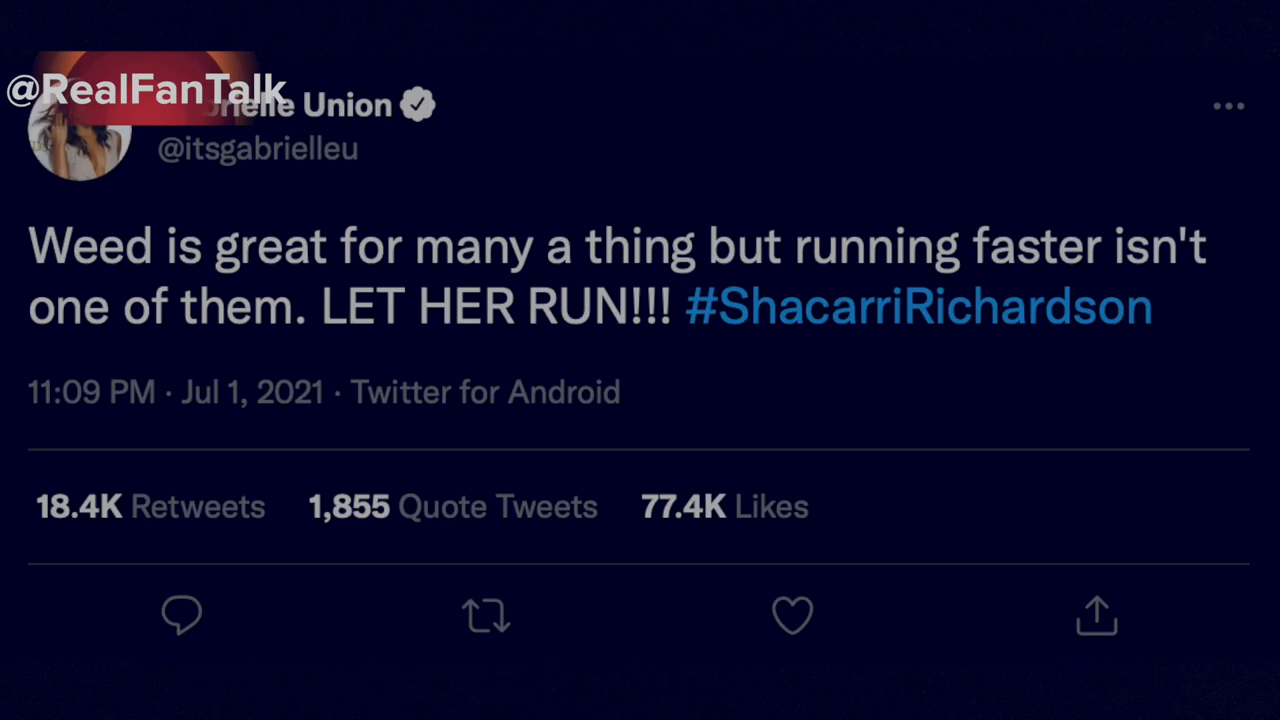 @RealFanTalk
Union
@itsgabrielleu
Weed is great for many a thing but running faster isn't
one of them. LET HER RUN!!! #ShacarriRichardson
11:09 PM · Jul 1, 2021 · Twitter for Android
18.4K Retweets 1,855 Quote Tweets 77.4K Likes